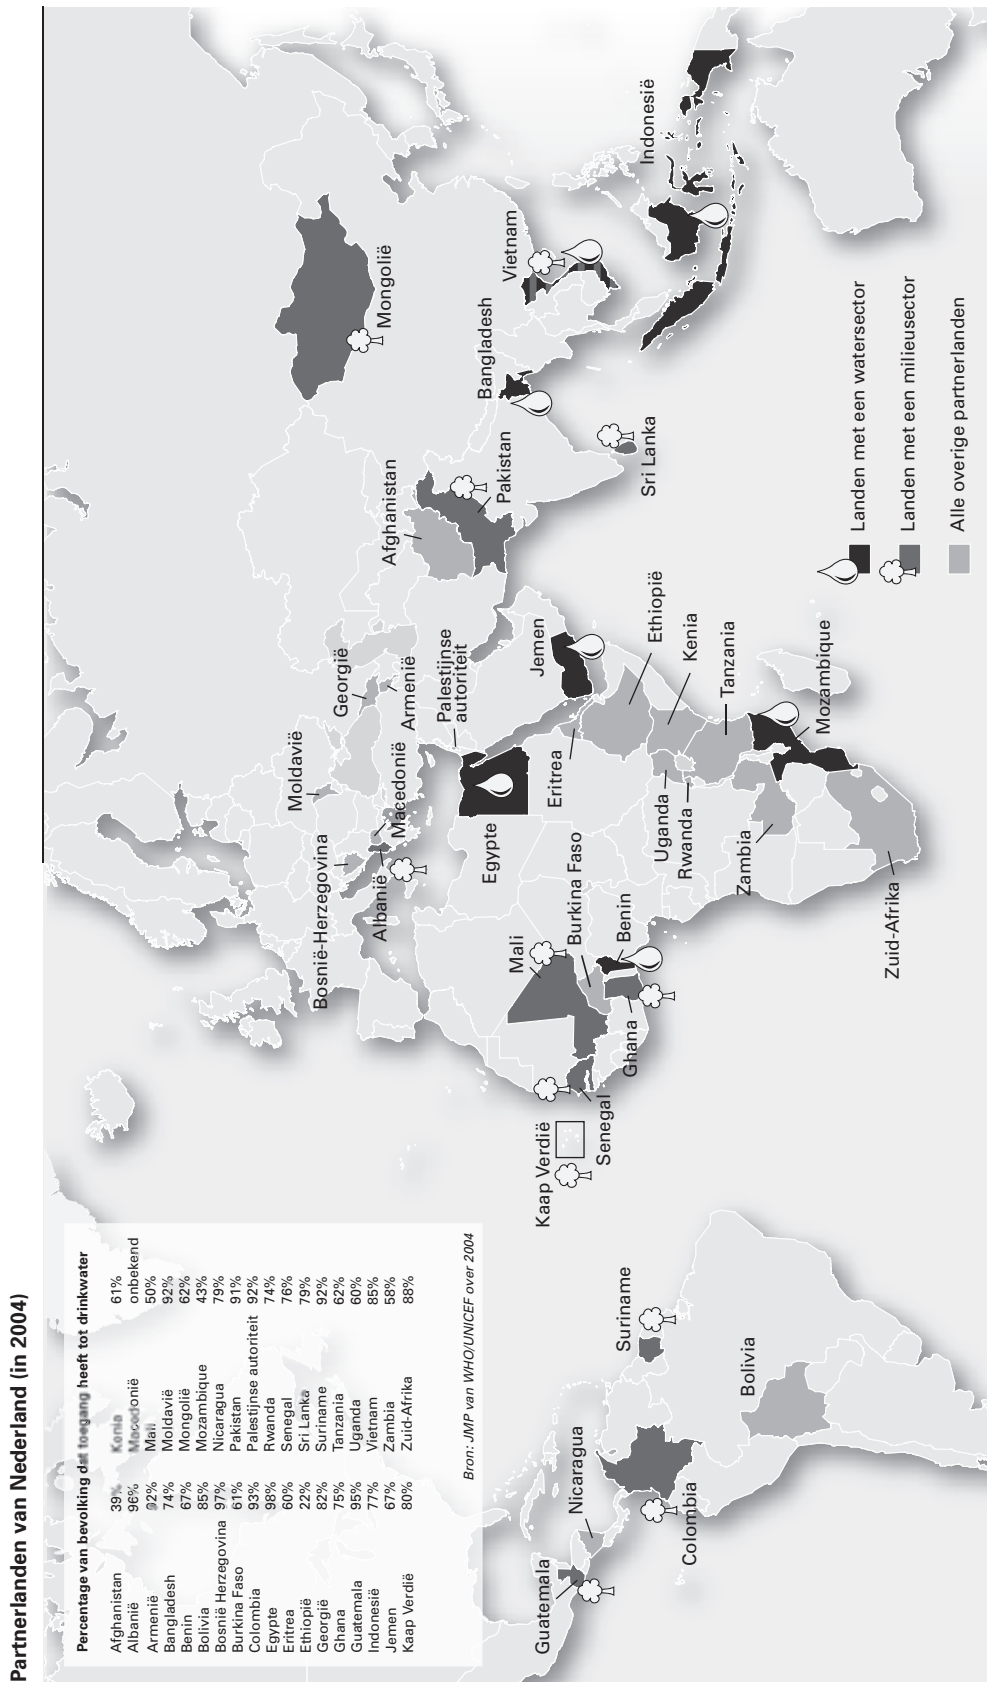 Partnerlanden van Nederland (in 2004)
Percentage van bevolking dat toegang heeft tot drinkwater
Afghanistan 39% Kenia 61%
Albanië 96% Macedonië onbekend
Armenië 92% Mali 50%
Bangladesh 74% Moldavië 92%
Benin 67% Mongolië 62%
Bolivia 85% Mozambique 43%
Bosnië Herzegovina 97% Nicaragua 79%
Burkina Faso 61% Pakistan 91%
Colombia 93% Palestijnse autoriteit 92%
Egypte 98% Rwanda 74%
Eritrea 60% Senegal 76%
Ethiopië 22% Sri Lanka 79%
Georgië 82% Suriname 92%
Ghana 75% Tanzania 62%
Guatemala 95% Uganda 60%
Indonesië 77% Vietnam 85%
Jemen 67% Zambia 58%
Kaap Verdië 80% Zuid-Afrika 88%
Bron: JMP van WHO/UNICEF over 2004
Guatemala
Nicaragua
Colombia
Suriname
Bolivia
Kaap Verdië
Senegal
Ghana
Mali
Burkina Faso
Benin
Bosnië-Herzegovina
Albanië
Macedonië
Moldavië
Georgië
Armenië
Palestijnse
autoriteit
Egypte
Eritrea
Jemen
Ethiopië
Kenia
Tanzania
Uganda
Rwanda
Zambia
Mozambique
Zuid-Afrika
Afghanistan
Pakistan
Sri Lanka
Bangladesh
Mongolië
Vietnam
Indonesië
Landen met een watersector
Landen met een milieusector
Alle overige partnerlanden